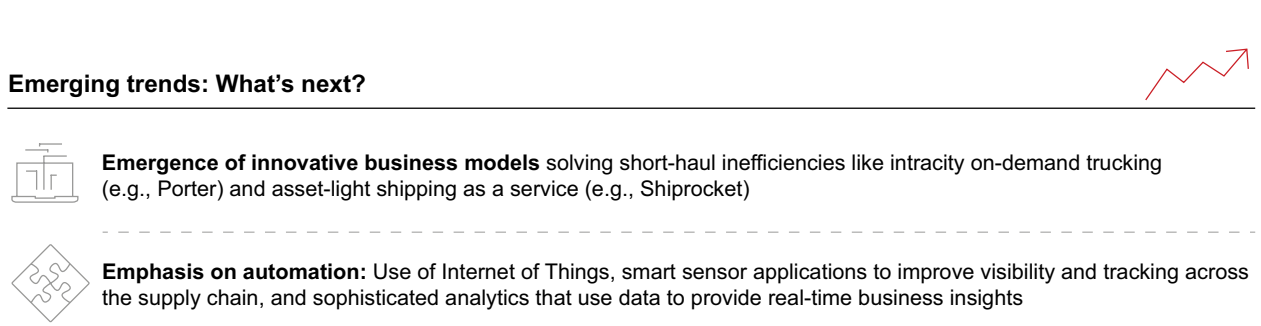 Emerging trends: What’s next?
Emergence of innovative business models solving short-haul inefficiencies like intracity on-demand trucking
(e.g., Porter) and asset-light shipping as a service (e.g., Shiprocket)
Emphasis on automation: Use of Internet of Things, smart sensor applications to improve visibility and tracking across
the supply chain, and sophisticated analytics that use data to provide real-time business insights